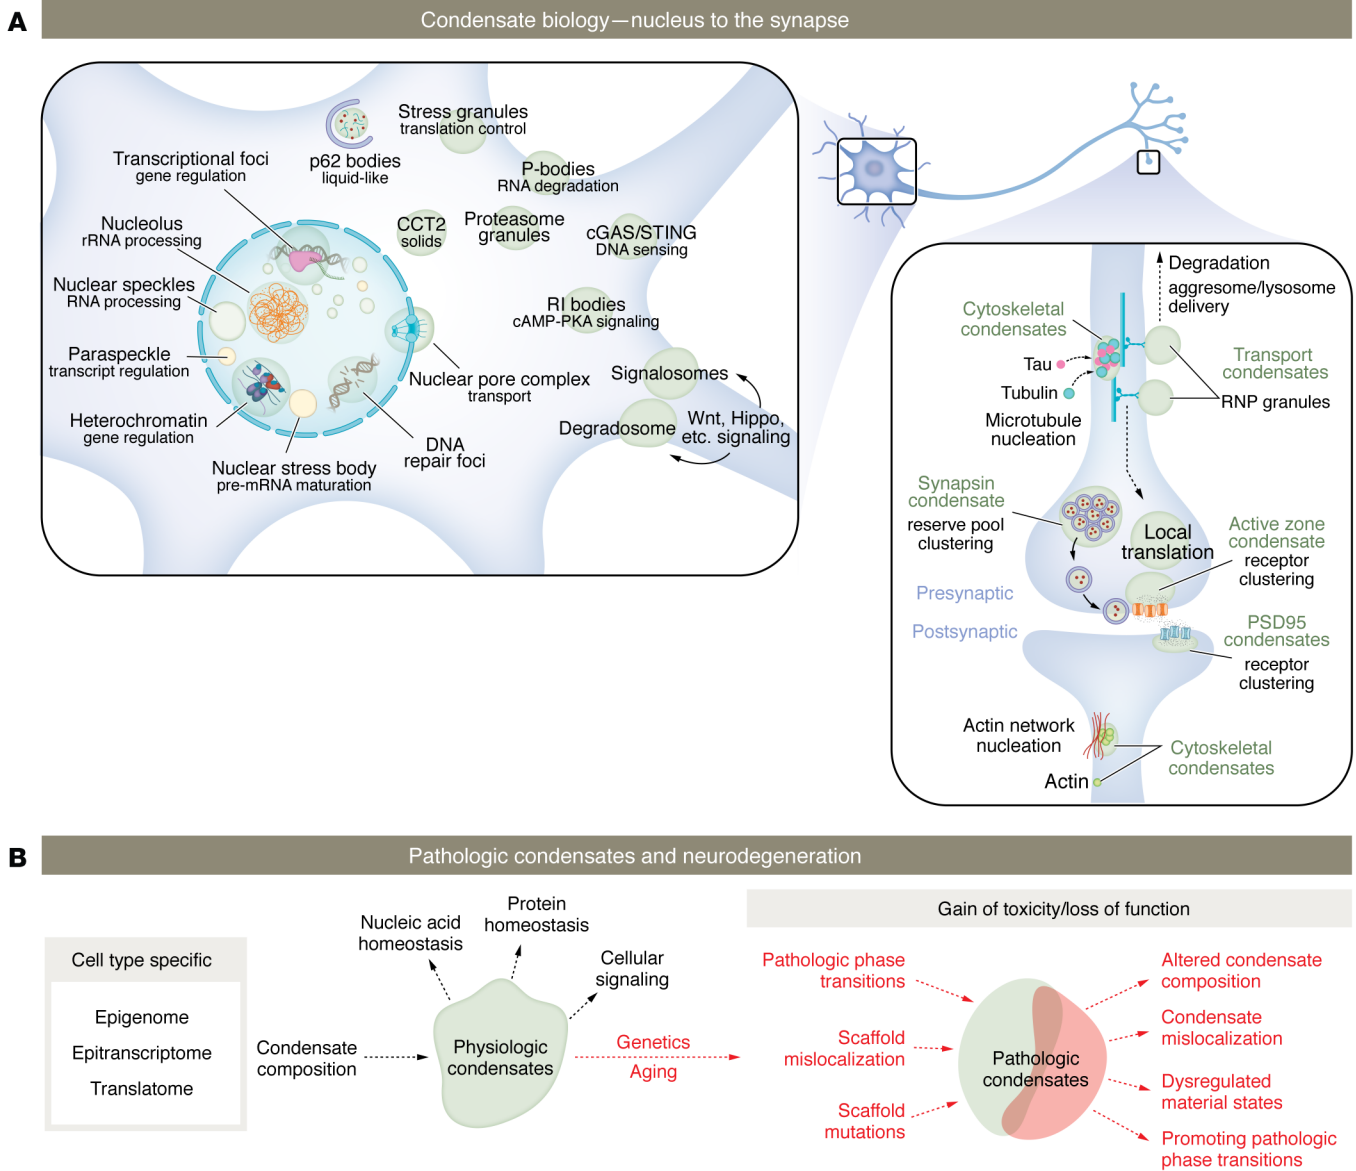 A
Condensate biology—nucleus to the synapse
Stress granules
translation control
p62 bodies
liquid-like
P-bodies
RNA degradation
Transcriptional foci
gene regulation
Nucleolus
rRNA processing
CCT2
solids
Proteasome
granules
cGAS/STING
DNA sensing
Nuclear speckles
RNA processing
RI bodies
cAMP-PKA signaling
Paraspeckle
transcript regulation
Nuclear pore complex
transport
Signalosomes
Heterochromatin
gene regulation
Degradosome
Wnt, Hippo,
etc. signaling
DNA
repair foci
Nuclear stress body
pre-mRNA maturation
Degradation
aggresome/lysosome
delivery
Cytoskeletal
condensates
Transport
condensates
Tau
Tubulin
RNP granules
Microtubule
nucleation
Synapsin
condensate
reserve pool
clustering
Local
translation
Active zone
condensate
receptor
clustering
Presynaptic
Postsynaptic
PSD95
condensates
receptor
clustering
Actin network
nucleation
Cytoskeletal
condensates
Actin
B
Pathologic condensates and neurodegeneration
Cell type specific
Epigenome
Epitranscriptome
Translatome
Condensate
composition
Nucleic acid
homeostasis
Protein
homeostasis
Cellular
signaling
Physiologic
condensates
Genetics
Aging
Gain of toxicity/loss of function
Pathologic phase
transitions
Scaffold
mislocalization
Scaffold
mutations
Pathologic
condensates
Altered condensate
composition
Condensate
mislocalization
Dysregulated
material states
Promoting pathologic
phase transitions